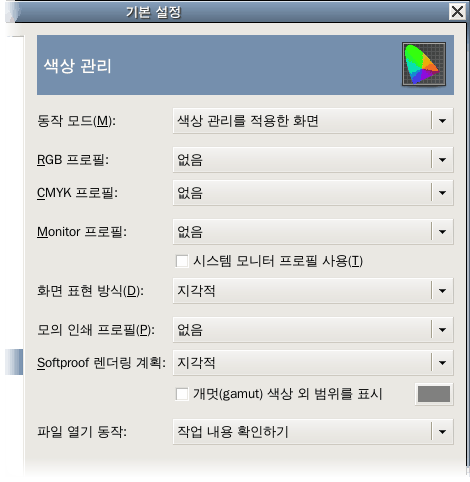 기본 설정
색상 관리
동작 모드(M): 색상 관리를 적용한 화면
RGB 프로필: 없음
CMYK 프로필: 없음
Monitor 프로필: 없음
시스템 모니터 프로필 사용(T)
화면 표현 방식(D): 지각적
모의 인쇄 프로필(P): 없음
Softproof 렌더링 계획: 지각적
개멋(gamut) 색상 외 범위를 표시
파일 열기 동작: 작업 내용 확인하기